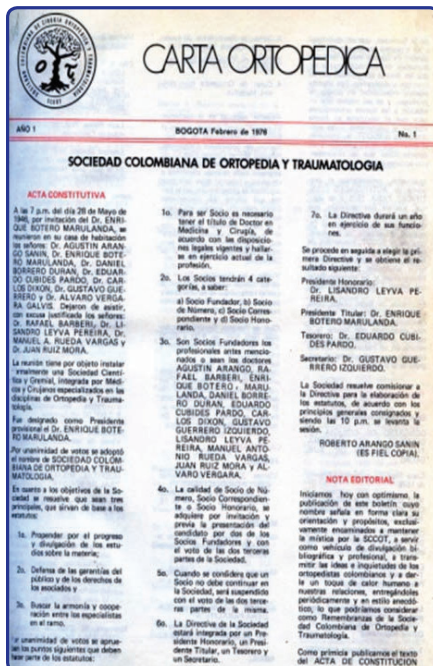 CARTA ORTOPEDICA
AÑO 1
BOGOTA Febrero de 1976
No. 1
SOCIEDAD COLOMBIANA DE ORTOPEDIA Y TRAUMATOLOGIA
ACTA CONSTITUTIVA
A las 7 p.m. del día 28 de Mayo de
1946, por invitación del Dr. ENRI-
QUE BOTERO MARULANDA, se
reunieron en su casa de habitación
los señores: Dr. AGUSTIN ARAN-
GO SANIN, Dr. ENRIQUE BOTE-
RO MARULANDA, Dr. DANIEL
BORRERO DURAN, Dr. EDUAR-
DO CUBIDES PARDO, Dr. CAR-
LOS DIXON, Dr. GUSTAVO GUE-
RRERO y Dr. ALVARO VERGA-
RA GALVIS. Dejaron de asistir,
con excusa justificada los señores:
Dr. RAFAEL BARBERI, Dr. LI-
SANDRO LEYVA PEREIRA, Dr.
MANUEL A. RUEDA VARGAS y
Dr. JUAN RUIZ MORA.
La reunión tiene por objeto instalar
formalmente una Sociedad Científi-
ca y Gremial, integrada por Médi-
cos y Cirujanos especializados en las
disciplinas de Ortopedia y Trauma-
tología.
Fue designado como Presidente
provisional el Dr. ENRIQUE BOTE-
RO MARULANDA.
Por unanimidad de votos se adoptó
el nombre de SOCIEDAD COLOM-
BIANA DE ORTOPEDIA Y TRAU-
MATOLOGIA.
En cuanto a los objetivos de la So-
ciedad se resuelve que sean tres
principales, que sirvan de base a los
estatutos:
1a. Propender por el progreso
y divulgación de los estu-
dios sobre la materia;
2a. Defensa de las garantías del
público y de los derechos de
los asociados y
3a. Buscar la armonía y coope-
ración entre los especialistas
en el ramo.
Por unanimidad de votos se aprue-
ban los puntos siguientes que deben
hacer parte de los estatutos:
1o. Para ser Socio es necesario
tener el título de Doctor en
Medicina y Cirugía, de
acuerdo con las disposicio-
nes legales vigentes y hallar-
se en ejercicio actual de la
profesión.
2o. Los Socios tendrán 4 cate-
gorías, a saber:
a) Socio Fundador, b) Socio
de Número, c) Socio Corres-
pondiente y d) Socio Hono-
rario.
3o. Son Socios Fundadores los
profesionales antes mencio-
nados o sean los doctores
AGUSTIN ARANGO, RA-
FAEL BARBERI, ENRI-
QUE BOTERO MARU-
LANDA, DANIEL BORRE-
RO DURAN, EDUARDO
CUBIDES PARDO, CAR-
LOS DIXON, GUSTAVO
GUERRERO IZQUIERDO,
LISANDRO LEYVA PE-
REIRA, MANUEL ANTO-
NIO RUEDA VARGAS,
JUAN RUIZ MORA y AL-
VARO VERGARA.
4o. La calidad de Socio de Nú-
mero, Socio Correspondien-
te o Socio Honorario, se
adquiere por invitación y
previa la presentación del
candidato por dos de los
Socios Fundadores y con
el voto de las dos terceras
partes de la Sociedad.
5o. Cuando se considere que un
Socio no debe continuar en
la Sociedad, será suspendido
con el voto de las dos terce-
ras partes de la misma.
6o. La Directiva de la Sociedad
estará integrada por un Pre-
sidente Honorario, un Presi-
dente Titular, un Tesorero y
un Secretario.
7o. La Directiva durará un año
en ejercicio de sus funcio-
nes.
Se procede en seguida a elegir la pri-
mera Directiva y se obtiene el re-
sultado siguiente:
Presidente Honorario:
Dr. LISANDRO LEYVA PE-
REIRA.
Presidente Titular: Dr. ENRIQUE
BOTERO MARULANDA.
Tesorero: Dr. EDUARDO CUBI-
DES PARDO.
Secretario: Dr. GUSTAVO GUE-
RRERO IZQUIERDO.
La Sociedad resuelve comisionar a
la Directiva para la elaboración de
los estatutos, de acuerdo con los
principios generales consignados y
siendo las 10 p.m. se levanta la
sesión.
ROBERTO ARANGO SANIN
(ES FIEL COPIA).
NOTA EDITORIAL
Iniciamos hoy con optimismo, la
publicación de este boletín cuyo
nombre señala en forma clara su
orientación y propósitos, exclusi-
vamente encaminados a mantener
la mística por la SCCOT, a servir
como vehículo de divulgación bi-
bliográfica y profesional, a trans-
mitir las ideas e inquietudes de los
ortopedistas colombianos y a dar-
le un toque de calor humano a
nuestras relaciones, entregándoles
periódicamente y en estilo anecdó-
tico, lo que podríamos considerar
como Remembranzas de la Socie-
dad Colombiana de Ortopedia y
Traumatología.
Como primicia publicamos el texto
del ACTA DE CONSTITUCIÓN